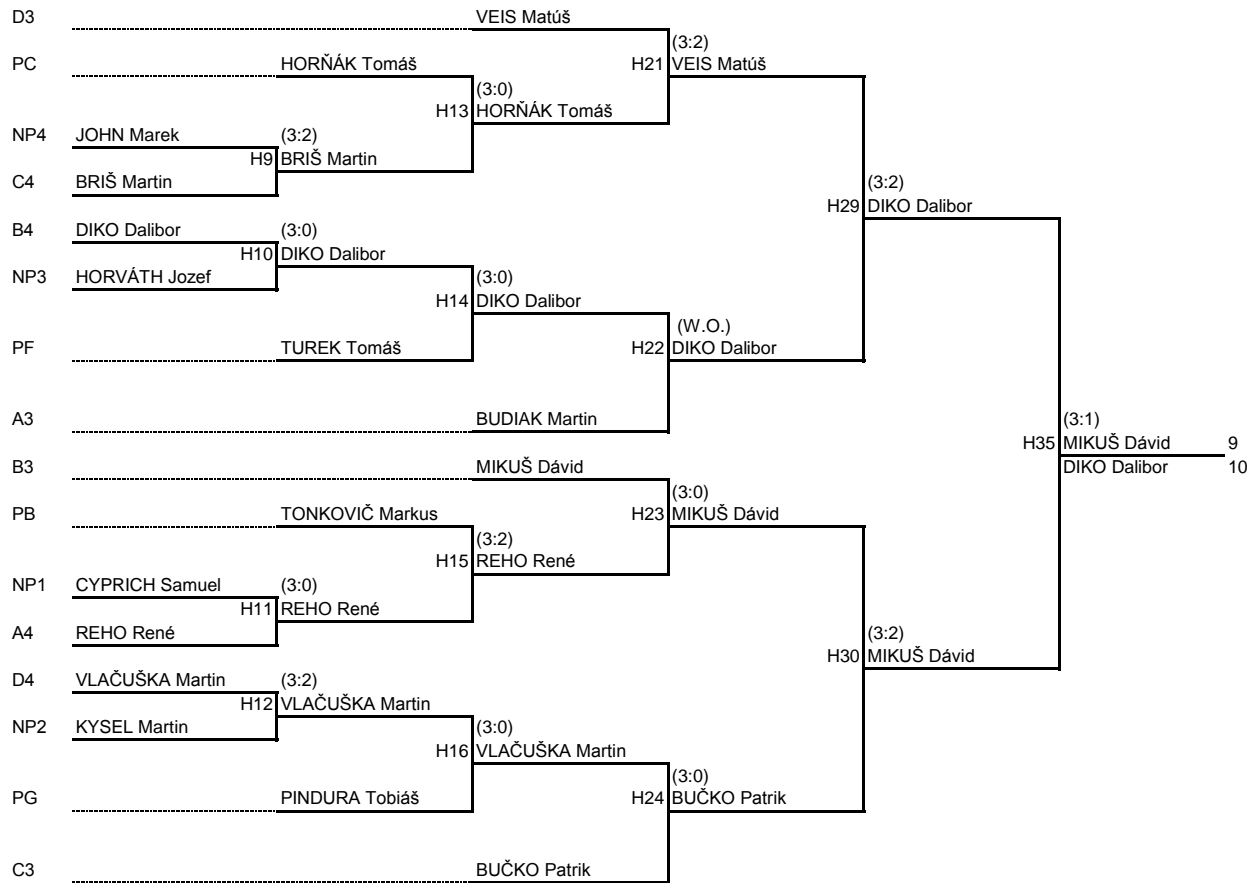 D3 VEIS Matúš
(3:2)
PC HORŇÁK Tomáš H21 VEIS Matúš
(3:0)
H13 HORŇÁK Tomáš
NP4 JOHN Marek (3:2)
H9 BRIŠ Martin
C4 BRIŠ Martin (3:2)
H29 DIKO Dalibor
B4 DIKO Dalibor (3:0)
H10 DIKO Dalibor
NP3 HORVÁTH Jozef (3:0)
H14 DIKO Dalibor
(W.O.)
PF TUREK Tomáš H22 DIKO Dalibor
A3 BUDIAK Martin (3:1)
H35 MIKUŠ Dávid 9
B3 MIKUŠ Dávid DIKO Dalibor 10
(3:0)
PB TONKOVIČ Markus H23 MIKUŠ Dávid
(3:2)
H15 REHO René
NP1 CYPRICH Samuel (3:0)
H11 REHO René
A4 REHO René (3:2)
H30 MIKUŠ Dávid
D4 VLAČUŠKA Martin (3:2)
H12 VLAČUŠKA Martin
NP2 KYSEL Martin (3:0)
H16 VLAČUŠKA Martin
(3:0)
PG PINDURA Tobiáš H24 BUČKO Patrik
C3 BUČKO Patrik